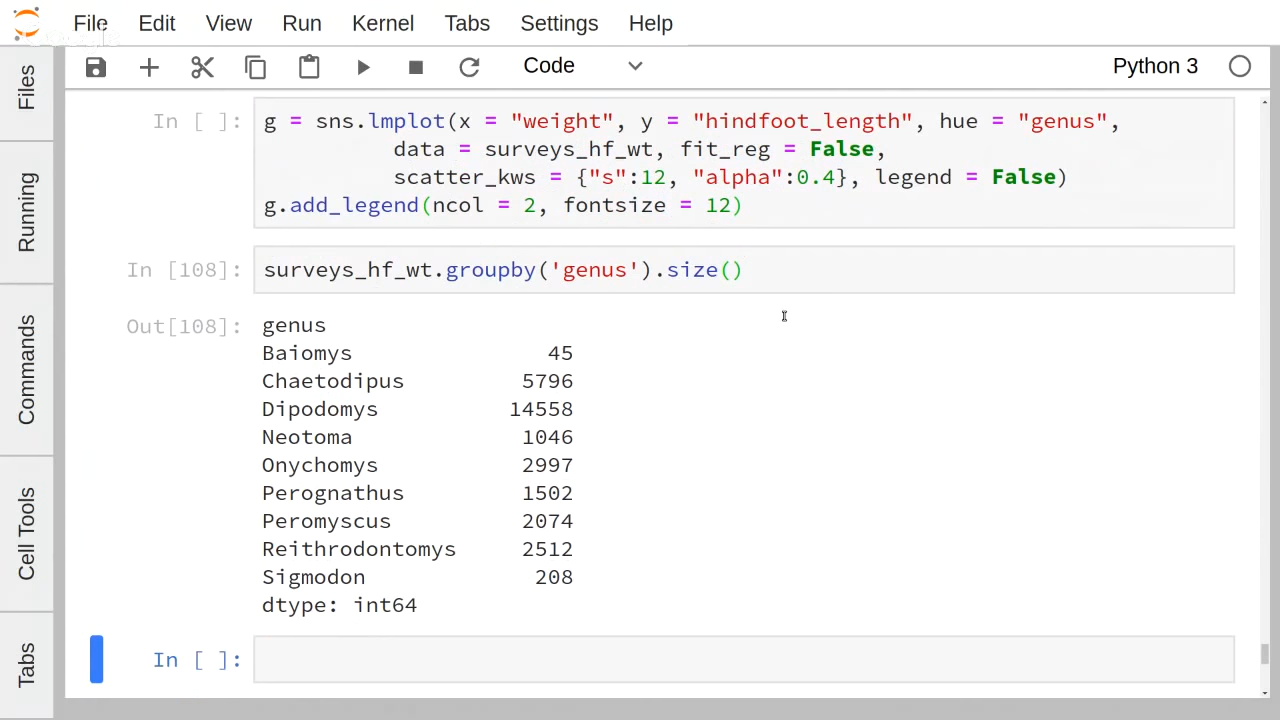 File Edit View Run Kernel Tabs Settings Help
Code Python 3
Files
Running
Commands
Cell Tools
Tabs
In [ ]: g = sns.lmplot(x = "weight", y = "hindfoot_length", hue = "genus",
data = surveys_hf_wt, fit_reg = False,
scatter_kws = {"s":12, "alpha":0.4}, legend = False)
g.add_legend(ncol = 2, fontsize = 12)
In [108]: surveys_hf_wt.groupby('genus').size()
Out[108]: genus
Baiomys 45
Chaetodipus 5796
Dipodomys 14558
Neotoma 1046
Onychomys 2997
Perognathus 1502
Peromyscus 2074
Reithrodontomys 2512
Sigmodon 208
dtype: int64
In [ ]: